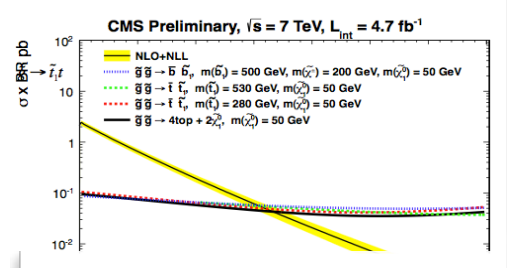 CMS Preliminary, √s = 7 TeV, L_int = 4.7 fb⁻¹
σ x BR pb
→ t̃₁t
10²
10
1
10⁻¹
10⁻²
NLO+NLL
g̃ g̃ → b̄ b̃₁, m(b̃₁) = 500 GeV, m(χ̃⁻) = 200 GeV, m(χ̃⁰₁) = 50 GeV
g̃ g̃ → t̄ t̃₁, m(t̃₁) = 530 GeV, m(χ̃⁰₁) = 50 GeV
g̃ g̃ → t̄ t̃₁, m(t̃₁) = 280 GeV, m(χ̃⁰₁) = 50 GeV
g̃ g̃ → 4top + 2χ̃⁰₁, m(χ̃⁰₁) = 50 GeV